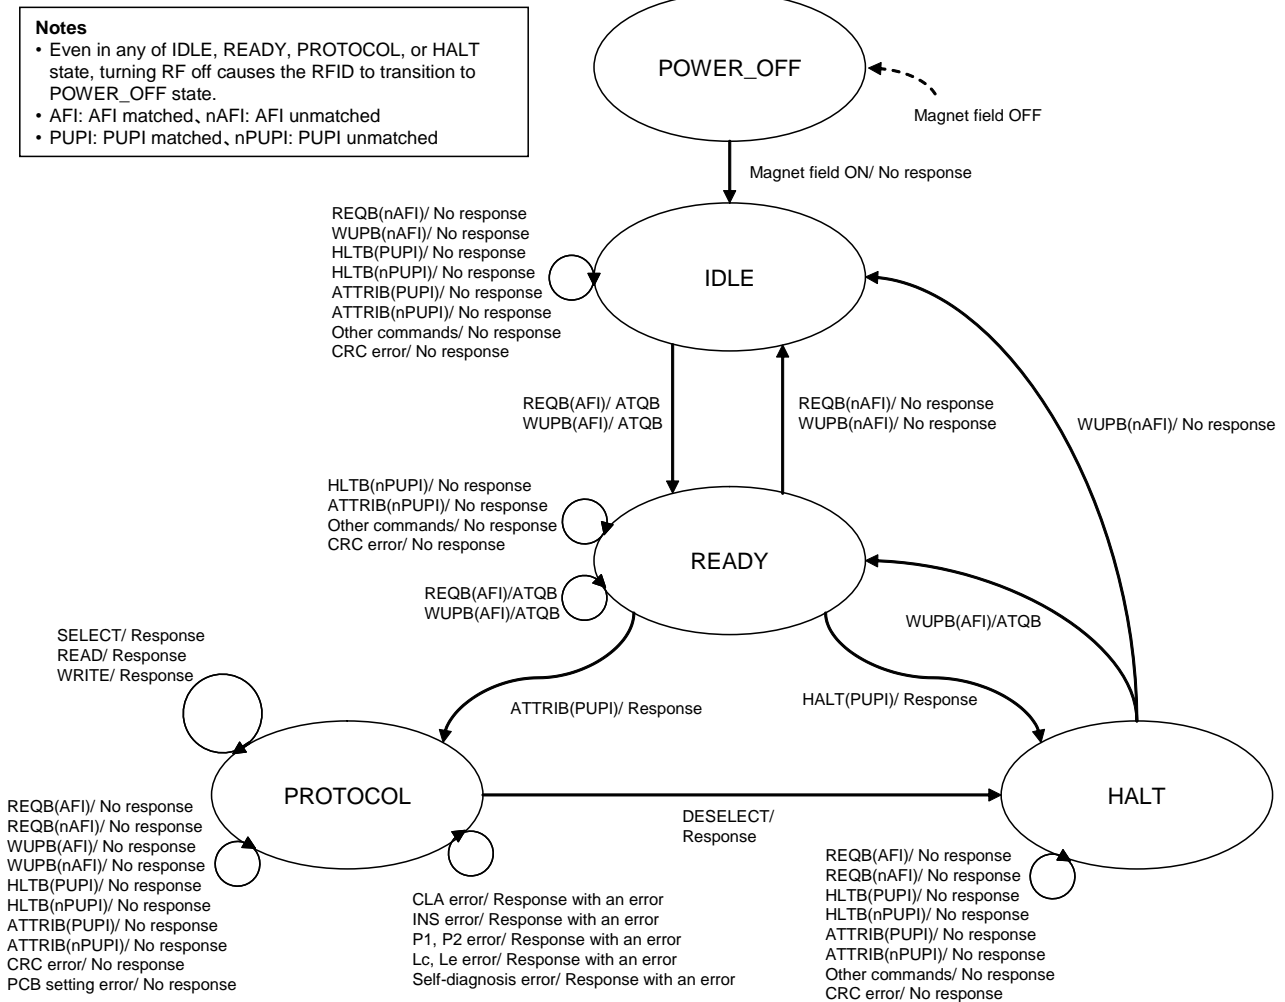 Notes
• Even in any of IDLE, READY, PROTOCOL, or HALT
state, turning RF off causes the RFID to transition to
POWER_OFF state.
• AFI: AFI matched、nAFI: AFI unmatched
• PUPI: PUPI matched、nPUPI: PUPI unmatched
POWER_OFF
Magnet field OFF
Magnet field ON/ No response
REQB(nAFI)/ No response
WUPB(nAFI)/ No response
HLTB(PUPI)/ No response
HLTB(nPUPI)/ No response
ATTRIB(PUPI)/ No response
ATTRIB(nPUPI)/ No response
Other commands/ No response
CRC error/ No response
IDLE
REQB(AFI)/ ATQB
WUPB(AFI)/ ATQB
REQB(nAFI)/ No response
WUPB(nAFI)/ No response
WUPB(nAFI)/ No response
HLTB(nPUPI)/ No response
ATTRIB(nPUPI)/ No response
Other commands/ No response
CRC error/ No response
READY
REQB(AFI)/ATQB
WUPB(AFI)/ATQB
WUPB(AFI)/ATQB
SELECT/ Response
READ/ Response
WRITE/ Response
ATTRIB(PUPI)/ Response
HALT(PUPI)/ Response
PROTOCOL
HALT
DESELECT/
Response
REQB(AFI)/ No response
REQB(nAFI)/ No response
WUPB(AFI)/ No response
WUPB(nAFI)/ No response
HLTB(PUPI)/ No response
HLTB(nPUPI)/ No response
ATTRIB(PUPI)/ No response
ATTRIB(nPUPI)/ No response
CRC error/ No response
PCB setting error/ No response
CLA error/ Response with an error
INS error/ Response with an error
P1, P2 error/ Response with an error
Lc, Le error/ Response with an error
Self-diagnosis error/ Response with an error
REQB(AFI)/ No response
REQB(nAFI)/ No response
HLTB(PUPI)/ No response
HLTB(nPUPI)/ No response
ATTRIB(PUPI)/ No response
ATTRIB(nPUPI)/ No response
Other commands/ No response
CRC error/ No response